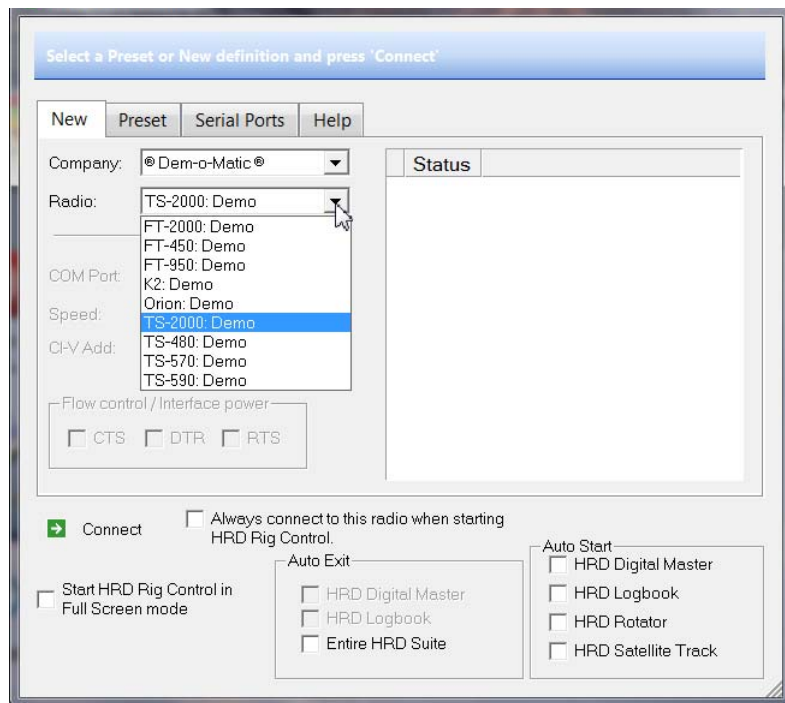 Select a Preset or New definition and press 'Connect'
New Preset Serial Ports Help
Company: ® Dem-o-Matic ®
Status
Radio: TS-2000: Demo
FT-2000: Demo
FT-450: Demo
FT-950: Demo
COM Port:
K2: Demo
Orion: Demo
Speed:
TS-2000: Demo
CI-V Add:
TS-480: Demo
TS-570: Demo
TS-590: Demo
Flow control / Interface power
CTS DTR RTS
Connect
Always connect to this radio when starting
HRD Rig Control.
Start HRD Rig Control in
Full Screen mode
Auto Exit
HRD Digital Master
HRD Logbook
Entire HRD Suite
Auto Start
HRD Digital Master
HRD Logbook
HRD Rotator
HRD Satellite Track